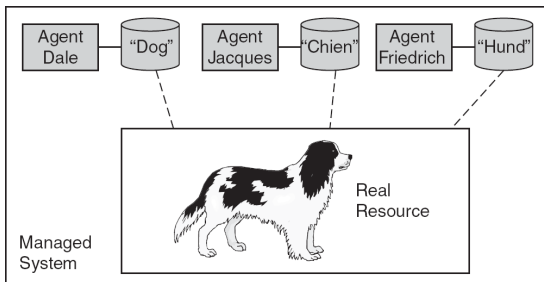 Agent
Dale
“Dog”
Agent
Jacques
“Chien”
Agent
Friedrich
“Hund”
Real
Resource
Managed
System